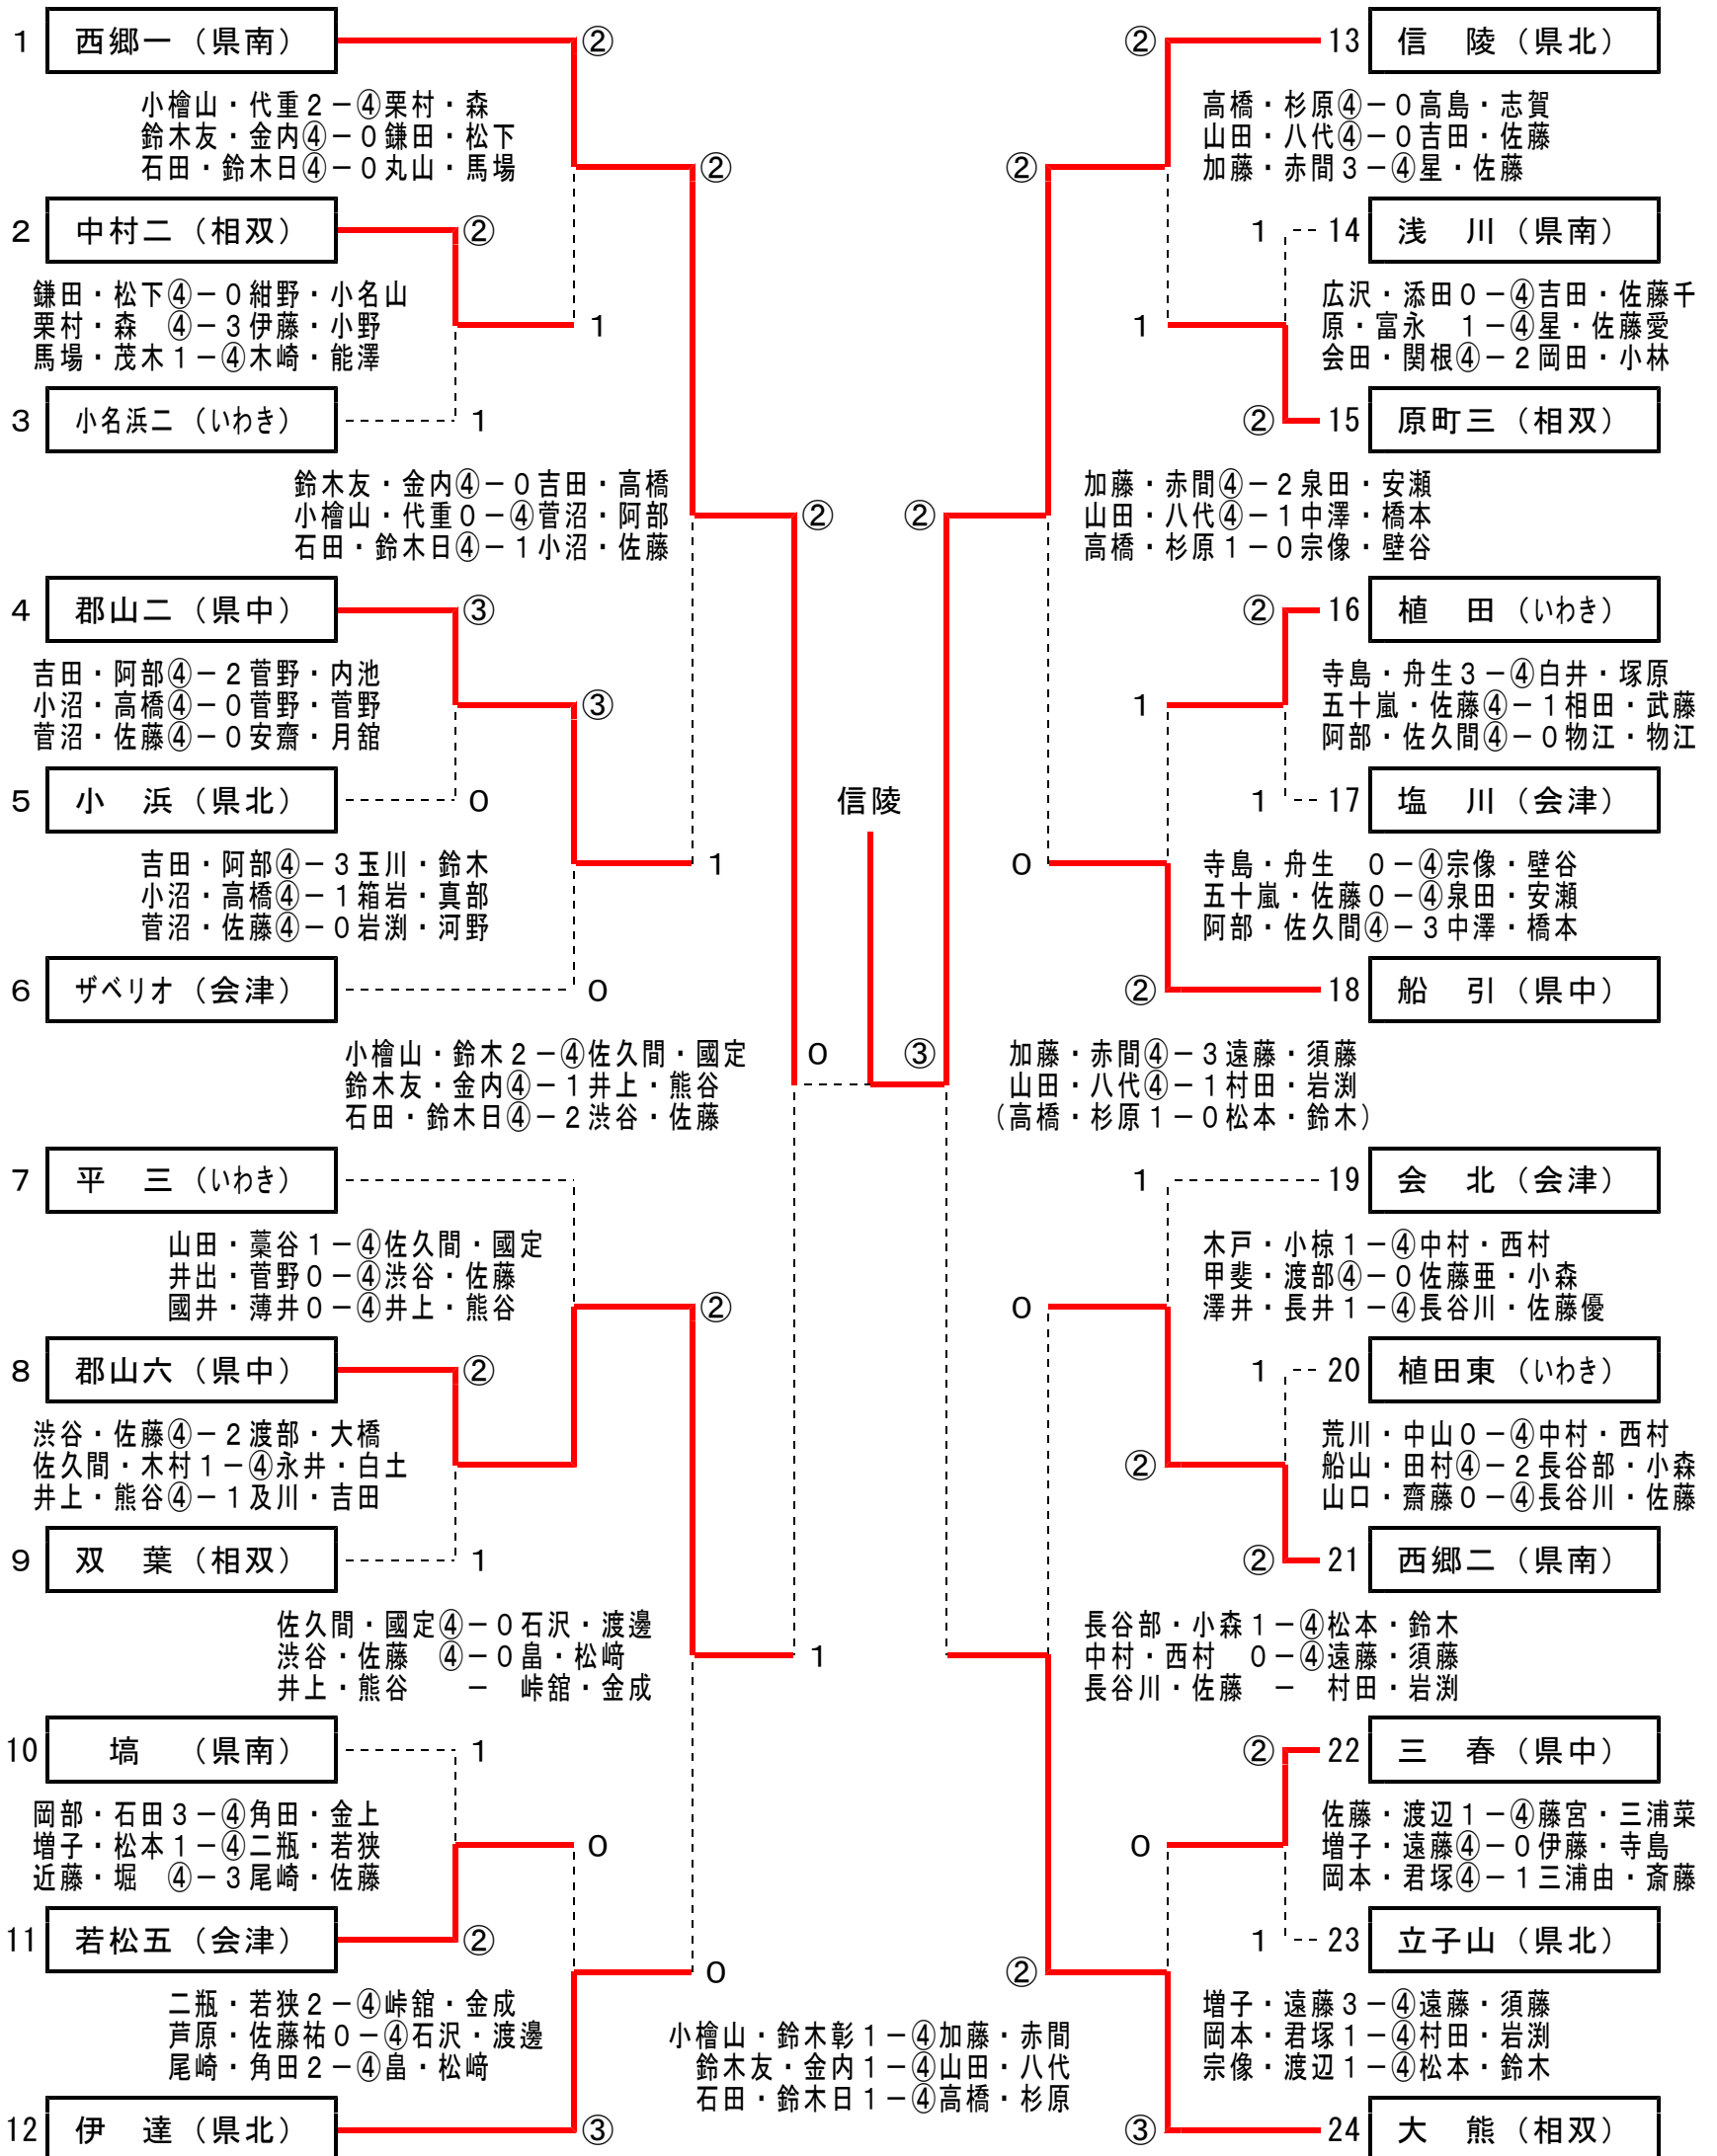 1 西郷一（県南） ②
小檜山・代重２－④栗村・森
鈴木友・金内④－０鎌田・松下
石田・鈴木日④－０丸山・馬場
②
2 中村二（相双） ②
鎌田・松下④－０紺野・小名山
栗村・森　④－３伊藤・小野
馬場・茂木１－④木崎・能澤
1
3 小名浜二（いわき） 1
鈴木友・金内④－０吉田・高橋
小檜山・代重０－④菅沼・阿部
石田・鈴木日④－１小沼・佐藤
②
4 郡山二（県中） ③
吉田・阿部④－２菅野・内池
小沼・高橋④－０菅野・菅野
菅沼・佐藤④－０安齋・月舘
③
5 小　浜（県北） 0
吉田・阿部④－３玉川・鈴木
小沼・高橋④－１箱岩・真部
菅沼・佐藤④－０岩渕・河野
1
6 ザベリオ（会津） 0
小檜山・鈴木２－④佐久間・國定
鈴木友・金内④－１井上・熊谷
石田・鈴木日④－２渋谷・佐藤
0
7 平　三（いわき）
山田・藁谷１－④佐久間・國定
井出・菅野０－④渋谷・佐藤
國井・薄井０－④井上・熊谷
②
8 郡山六（県中） ②
渋谷・佐藤④－２渡部・大橋
佐久間・木村１－④永井・白土
井上・熊谷④－１及川・吉田
9 双　葉（相双） 1
佐久間・國定④－０石沢・渡邊
渋谷・佐藤　④－０畠・松﨑
井上・熊谷　　－　峠舘・金成
1
10 塙　（県南） 1
岡部・石田３－④角田・金上
増子・松本１－④二瓶・若狭
近藤・堀　④－３尾崎・佐藤
0
11 若松五（会津） ②
二瓶・若狭２－④峠舘・金成
芦原・佐藤祐０－④石沢・渡邊
尾崎・角田２－④畠・松﨑
0
12 伊　達（県北） ③
信陵
小檜山・鈴木彰１－④加藤・赤間
鈴木友・金内１－④山田・八代
石田・鈴木日１－④高橋・杉原
② 13 信　陵（県北）
高橋・杉原④－０高島・志賀
山田・八代④－０吉田・佐藤
加藤・赤間３－④星・佐藤
②
1 14 浅　川（県南）
広沢・添田０－④吉田・佐藤千
原・富永　１－④星・佐藤愛
会田・関根④－２岡田・小林
1
② 15 原町三（相双）
加藤・赤間④－２泉田・安瀬
山田・八代④－１中澤・橋本
高橋・杉原１－０宗像・壁谷
②
② 16 植　田（いわき）
寺島・舟生３－④白井・塚原
五十嵐・佐藤④－１相田・武藤
阿部・佐久間④－０物江・物江
1
1 17 塩　川（会津）
寺島・舟生　０－④宗像・壁谷
五十嵐・佐藤０－④泉田・安瀬
阿部・佐久間④－３中澤・橋本
0
② 18 船　引（県中）
加藤・赤間④－３遠藤・須藤
山田・八代④－１村田・岩渕
（高橋・杉原１－０松本・鈴木）
③
1 19 会　北（会津）
木戸・小椋１－④中村・西村
甲斐・渡部④－０佐藤亜・小森
澤井・長井１－④長谷川・佐藤優
0
1 20 植田東（いわき）
荒川・中山０－④中村・西村
船山・田村④－２長谷部・小森
山口・齋藤０－④長谷川・佐藤
②
② 21 西郷二（県南）
長谷部・小森１－④松本・鈴木
中村・西村　０－④遠藤・須藤
長谷川・佐藤　－　村田・岩渕
② 22 三　春（県中）
佐藤・渡辺１－④藤宮・三浦菜
増子・遠藤④－０伊藤・寺島
岡本・君塚④－１三浦由・斎藤
0
1 23 立子山（県北）
増子・遠藤３－④遠藤・須藤
岡本・君塚１－④村田・岩渕
宗像・渡辺１－④松本・鈴木
②
③ 24 大　熊（相双）